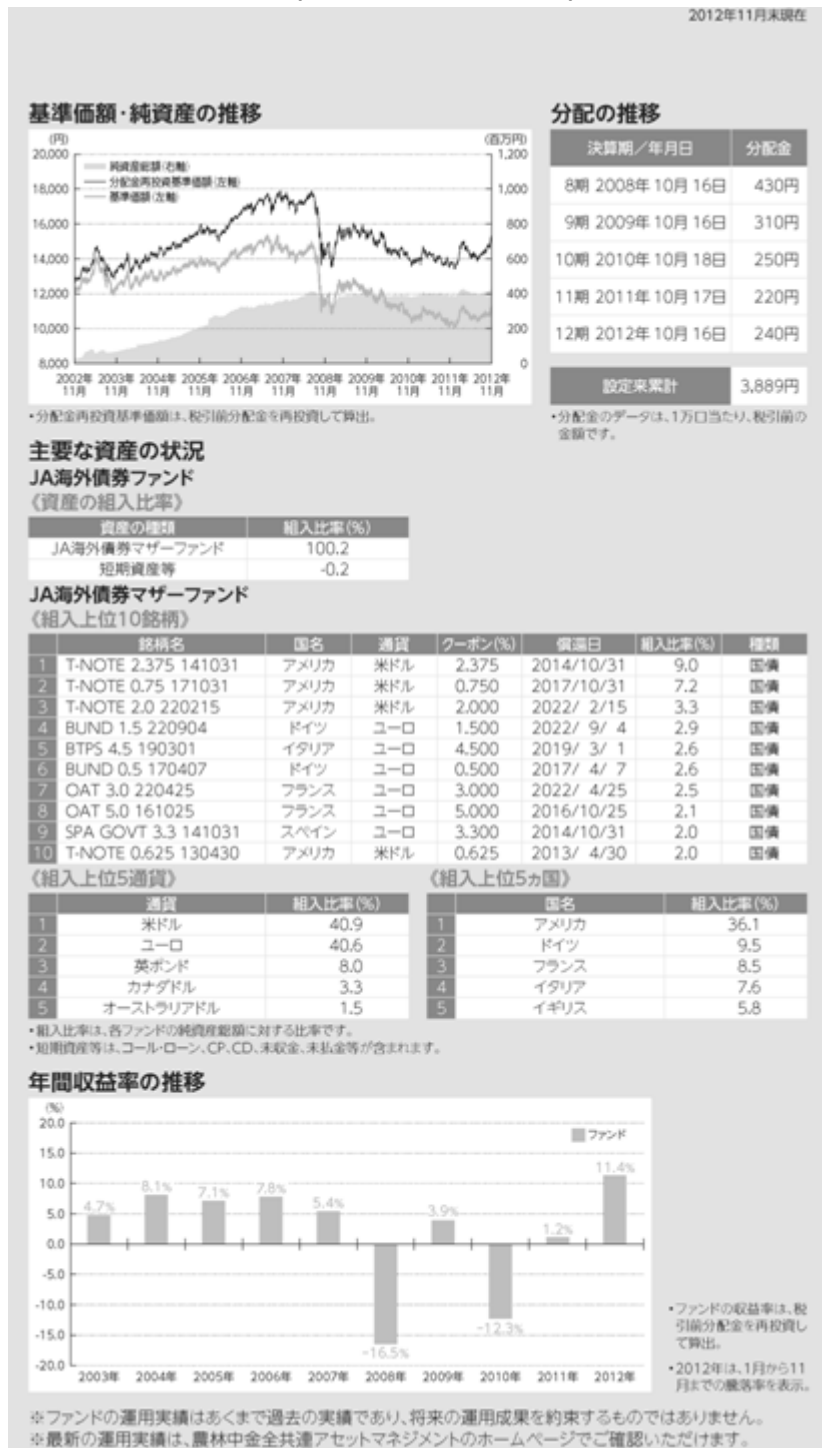 2012年11月末現在
基準価額・純資産の推移
(円)
(百万円)
20,000
18,000
16,000
14,000
12,000
10,000
8,000
1,200
1,000
800
600
400
200
0
純資産総額(右軸)
分配金再投資基準価額(左軸)
基準価額(左軸)
2002年 2003年 2004年 2005年 2006年 2007年 2008年 2009年 2010年 2011年 2012年
11月 11月 11月 11月 11月 11月 11月 11月 11月 11月 11月
・分配金再投資基準価額は、税引前分配金を再投資して算出。
分配の推移
決算期/年月日 分配金
8期 2008年10月16日 430円
9期 2009年10月16日 310円
10期 2010年10月18日 250円
11期 2011年10月17日 220円
12期 2012年10月16日 240円
設定来累計 3,889円
・分配金のデータは、1万口当たり、税引前の
金額です。
主要な資産の状況
JA海外債券ファンド
《資産の組入比率》
資産の種類 組入比率(%)
JA海外債券マザーファンド 100.2
短期資産等 -0.2
JA海外債券マザーファンド
《組入上位10銘柄》
銘柄名 国名 通貨 クーポン(%) 償還日 組入比率(%) 種類
1 T-NOTE 2.375 141031 アメリカ 米ドル 2.375 2014/10/31 9.0 国債
2 T-NOTE 0.75 171031 アメリカ 米ドル 0.750 2017/10/31 7.2 国債
3 T-NOTE 2.0 220215 アメリカ 米ドル 2.000 2022/ 2/15 3.3 国債
4 BUND 1.5 220904 ドイツ ユーロ 1.500 2022/ 9/ 4 2.9 国債
5 BTPS 4.5 190301 イタリア ユーロ 4.500 2019/ 3/ 1 2.6 国債
6 BUND 0.5 170407 ドイツ ユーロ 0.500 2017/ 4/ 7 2.6 国債
7 OAT 3.0 220425 フランス ユーロ 3.000 2022/ 4/25 2.5 国債
8 OAT 5.0 161025 フランス ユーロ 5.000 2016/10/25 2.1 国債
9 SPA GOVT 3.3 141031 スペイン ユーロ 3.300 2014/10/31 2.0 国債
10 T-NOTE 0.625 130430 アメリカ 米ドル 0.625 2013/ 4/30 2.0 国債
《組入上位5通貨》
通貨 組入比率(%)
1 米ドル 40.9
2 ユーロ 40.6
3 英ポンド 8.0
4 カナダドル 3.3
5 オーストラリアドル 1.5
《組入上位5ヵ国》
国名 組入比率(%)
1 アメリカ 36.1
2 ドイツ 9.5
3 フランス 8.5
4 イタリア 7.6
5 イギリス 5.8
・組入比率は、各ファンドの純資産総額に対する比率です。
・短期資産等は、コール・ローン、CP、CD、未収金、未払金等が含まれます。
年間収益率の推移
(%)
20.0
15.0
10.0
5.0
0.0
-5.0
-10.0
-15.0
-20.0
ファンド
4.7% 8.1% 7.1% 7.8% 5.4% -16.5% 3.9% -12.3% 1.2% 11.4%
2003年 2004年 2005年 2006年 2007年 2008年 2009年 2010年 2011年 2012年
・ファンドの収益率は、税
引前分配金を再投資し
て算出。
・2012年は、1月から11
月までの騰落率を表示。
※ファンドの運用実績はあくまで過去の実績であり、将来の運用成果を約束するものではありません。
※最新の運用実績は、農林中金全共連アセットマネジメントのホームページでご確認いただけます。